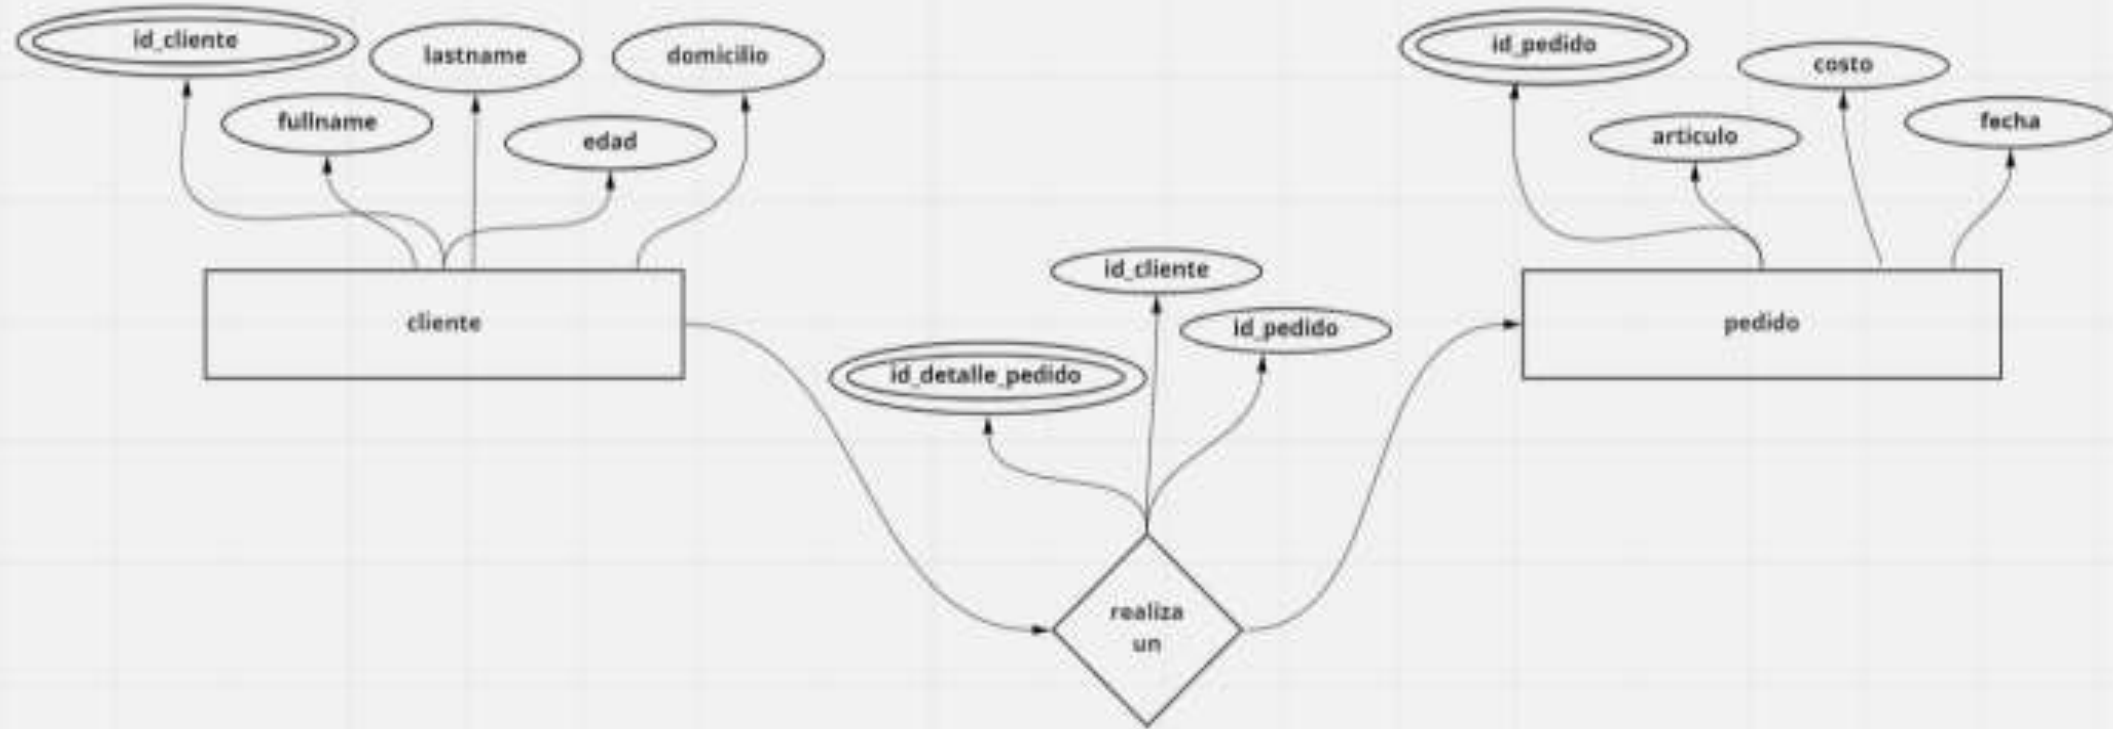 id_cliente
lastname
domicilio
fullname
edad
id_pedido
costo
articulo
fecha
cliente
id_cliente
id_pedido
id_detalle_pedido
pedido
realiza
un